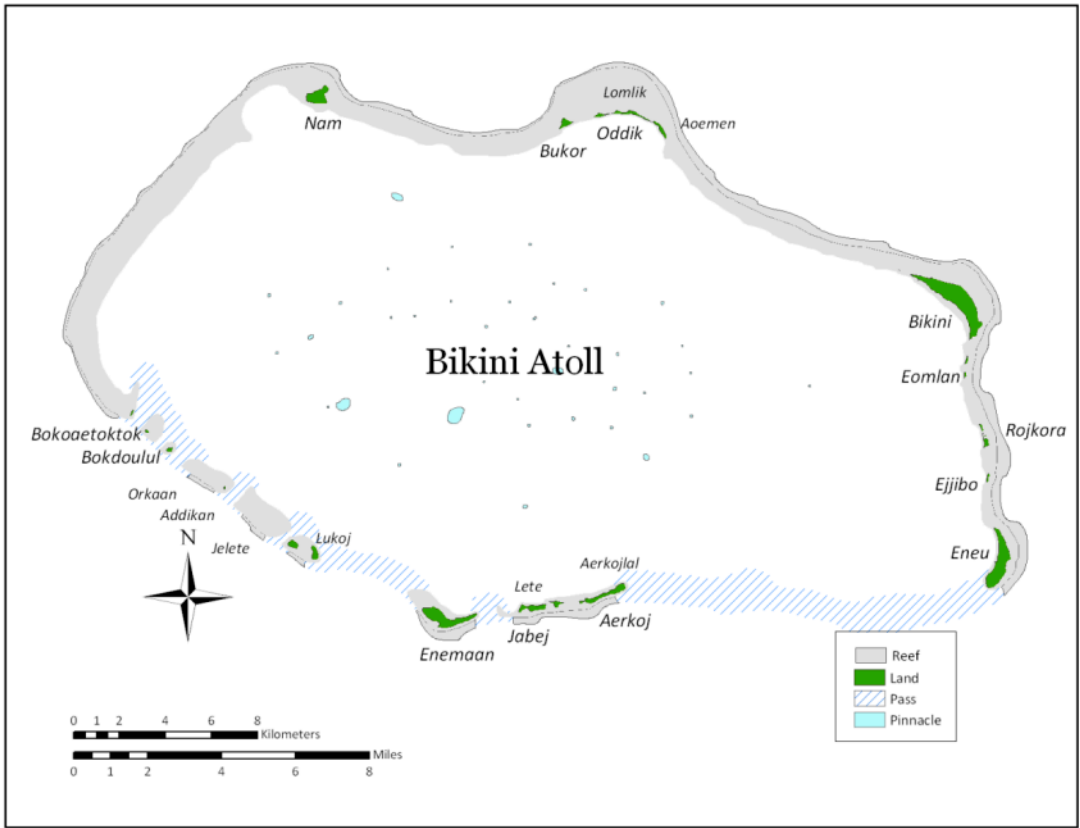 Lomlik
Nam
Oddik
Aoemen
Bukor
Bikini
Bikini Atoll
Eomlan
Rojkora
Bokoaetoktok
Bokdoulul
Ejjibo
Orkaan
Addikan
N
Lukoj
Jelete
Eneu
Aerkojlal
Lete
Aerkoj
Jabej
Enemaan
Reef
Land
Pass
Pinnacle
0 1 2 4 6 8
Kilometers
Miles
0 1 2 4 6 8